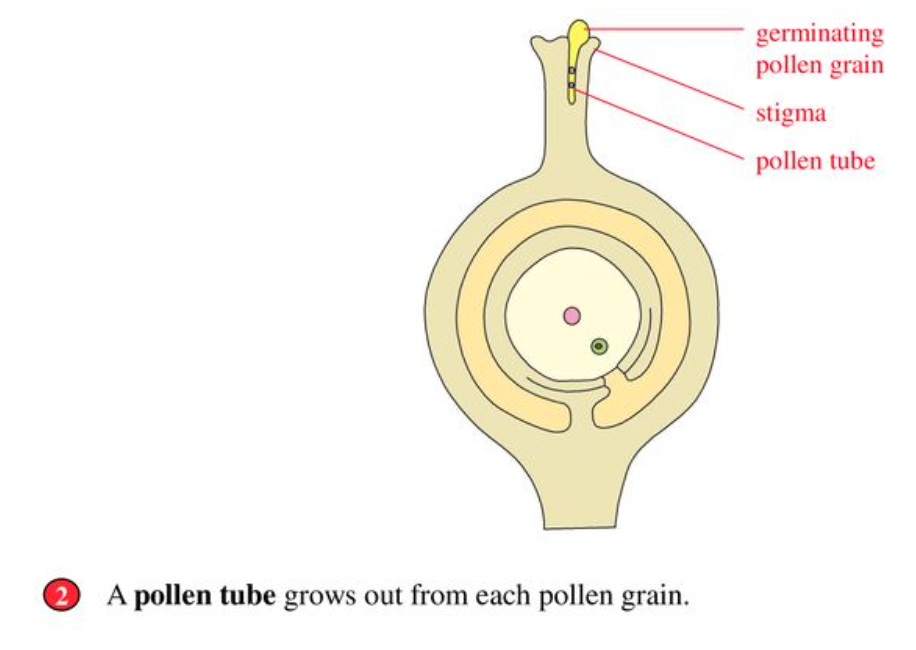 germinating
pollen grain
stigma
pollen tube
2 A pollen tube grows out from each pollen grain.